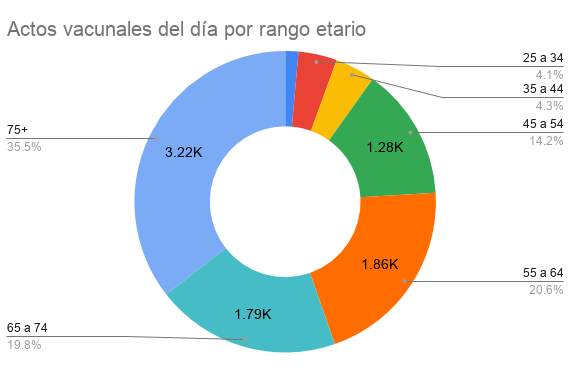 Actos vacunales del día por rango etario
25 a 34
4.1%
35 a 44
4.3%
45 a 54
14.2%
75+
35.5%
3.22K
1.28K
1.86K
55 a 64
20.6%
1.79K
65 a 74
19.8%